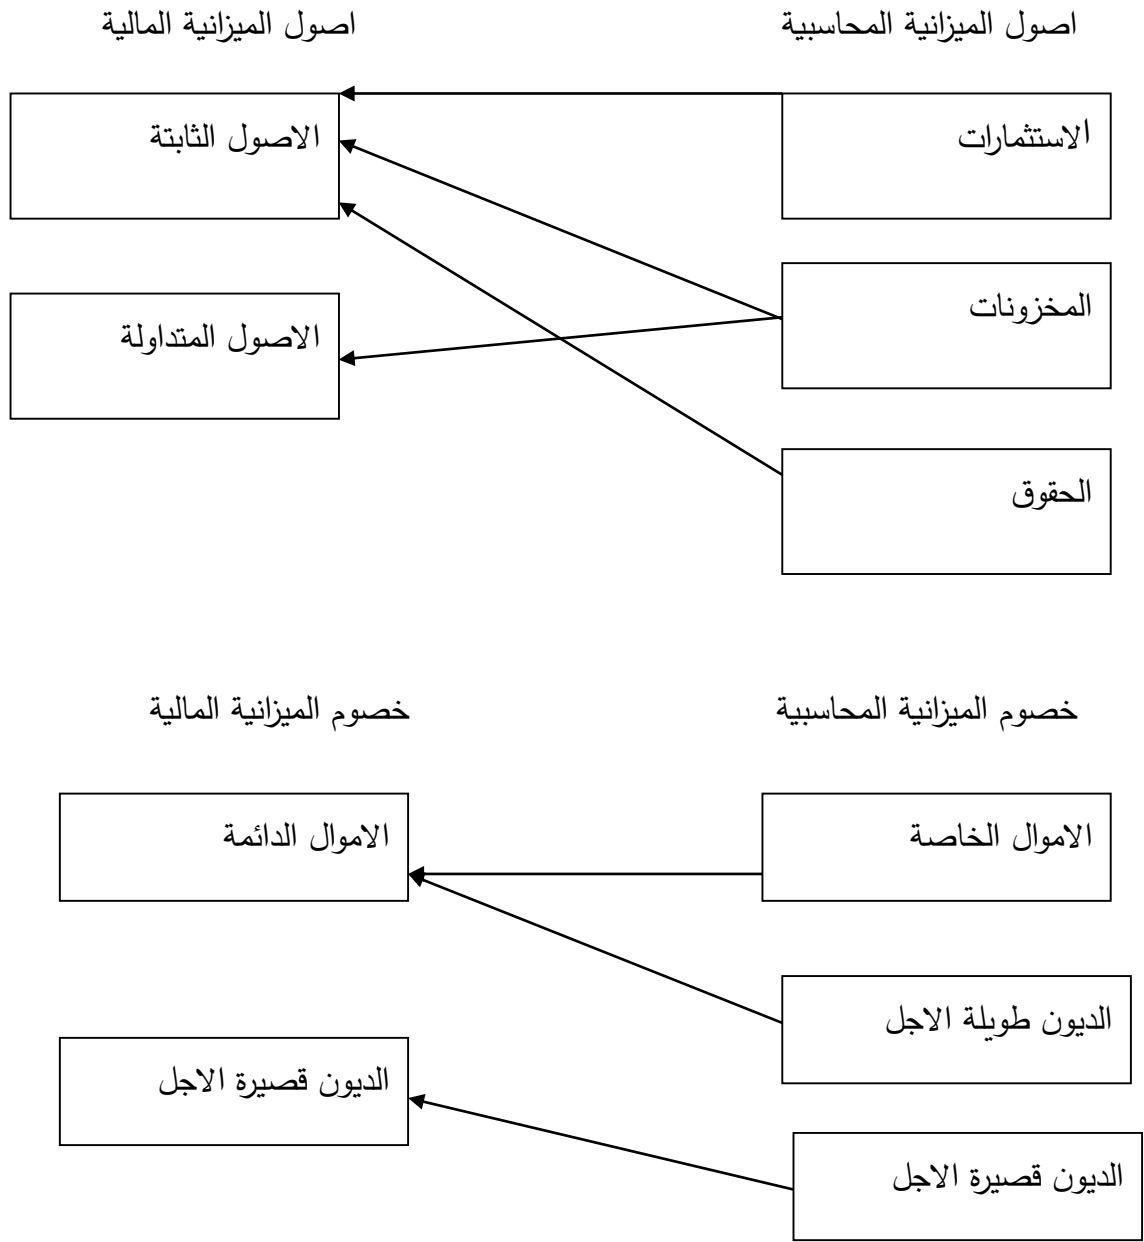 اصول الميزانية المحاسبية
اصول الميزانية المالية
الاستثمارات
الاصول الثابتة
المخزونات
الاصول المتداولة
الحقوق
خصوم الميزانية المحاسبية
خصوم الميزانية المالية
الاموال الخاصة
الاموال الدائمة
الديون طويلة الاجل
الديون قصيرة الاجل
الديون قصيرة الاجل